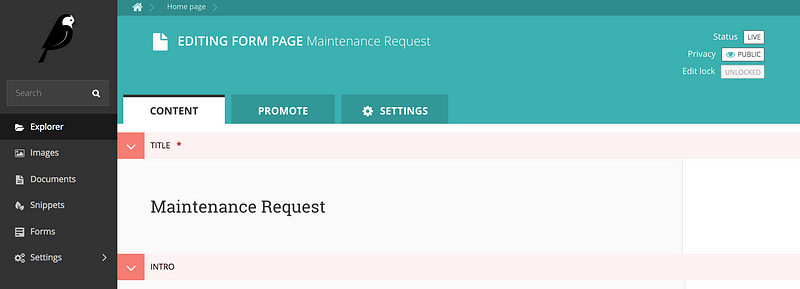 Home page
EDITING FORM PAGE Maintenance Request
Status LIVE
Privacy PUBLIC
Edit lock UNLOCKED
Search
Explorer
Images
Documents
Snippets
Forms
Settings
CONTENT
PROMOTE
SETTINGS
TITLE *
Maintenance Request
INTRO